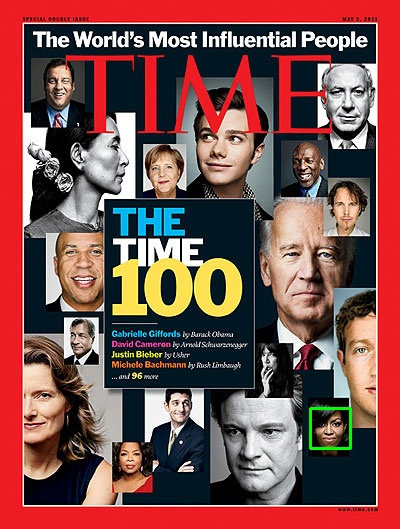 SPECIAL DOUBLE ISSUE
MAY 2, 2011
The World's Most Influential People
TIME
THE
TIME
100
Gabrielle Giffords by Barack Obama
David Cameron by Arnold Schwarzenegger
Justin Bieber by Usher
Michele Bachmann by Rush Limbaugh
... and 96 more
www.time.com